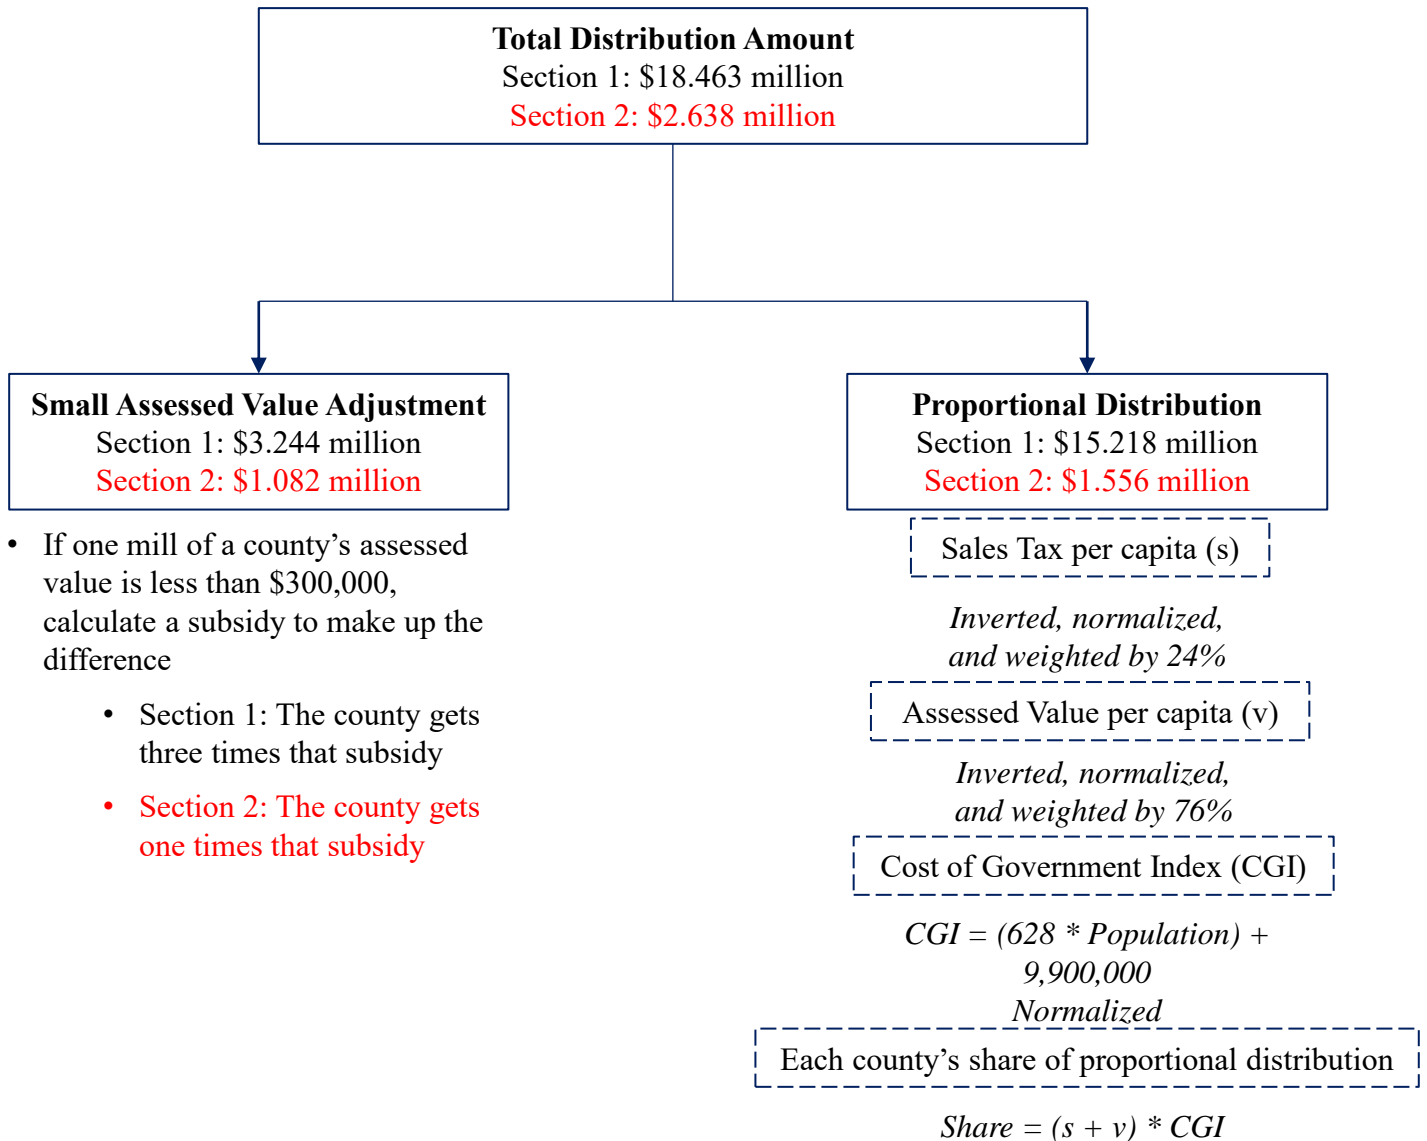 Total Distribution Amount
Section 1: $18.463 million
Section 2: $2.638 million
Small Assessed Value Adjustment
Section 1: $3.244 million
Section 2: $1.082 million
• If one mill of a county’s assessed
value is less than $300,000,
calculate a subsidy to make up the
difference
• Section 1: The county gets
three times that subsidy
• Section 2: The county gets
one times that subsidy
Proportional Distribution
Section 1: $15.218 million
Section 2: $1.556 million
Sales Tax per capita (s)
Inverted, normalized,
and weighted by 24%
Assessed Value per capita (v)
Inverted, normalized,
and weighted by 76%
Cost of Government Index (CGI)
CGI = (628 * Population) +
9,900,000
Normalized
Each county’s share of proportional distribution
Share = (s + v) * CGI